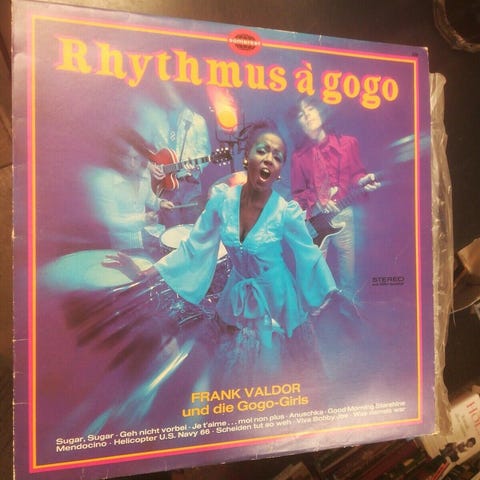 somerset
Rhythmus à gogo
STEREO
FRANK VALDOR
und die Gogo-Girls
Sugar, Sugar · Geh nicht vorbei · Je t'aime...moi non plus · Anuschka · Good Morning Starshine
Mendocino · Helicopter U.S. Navy 66 · Scheiden tut so weh · Viva Bobby Joe · Was damals war